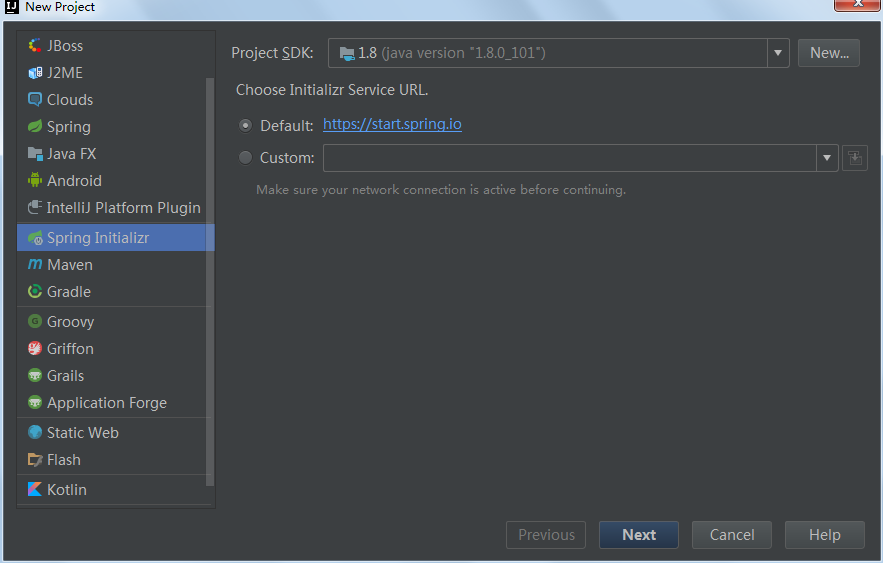 New Project
JBoss
J2ME
Clouds
Spring
Java FX
Android
IntelliJ Platform Plugin
Spring Initializr
Maven
Gradle
Groovy
Griffon
Grails
Application Forge
Static Web
Flash
Kotlin
Project SDK: 1.8 (java version "1.8.0_101") New...
Choose Initializr Service URL.
Default: https://start.spring.io
Custom:
Make sure your network connection is active before continuing.
Previous Next Cancel Help